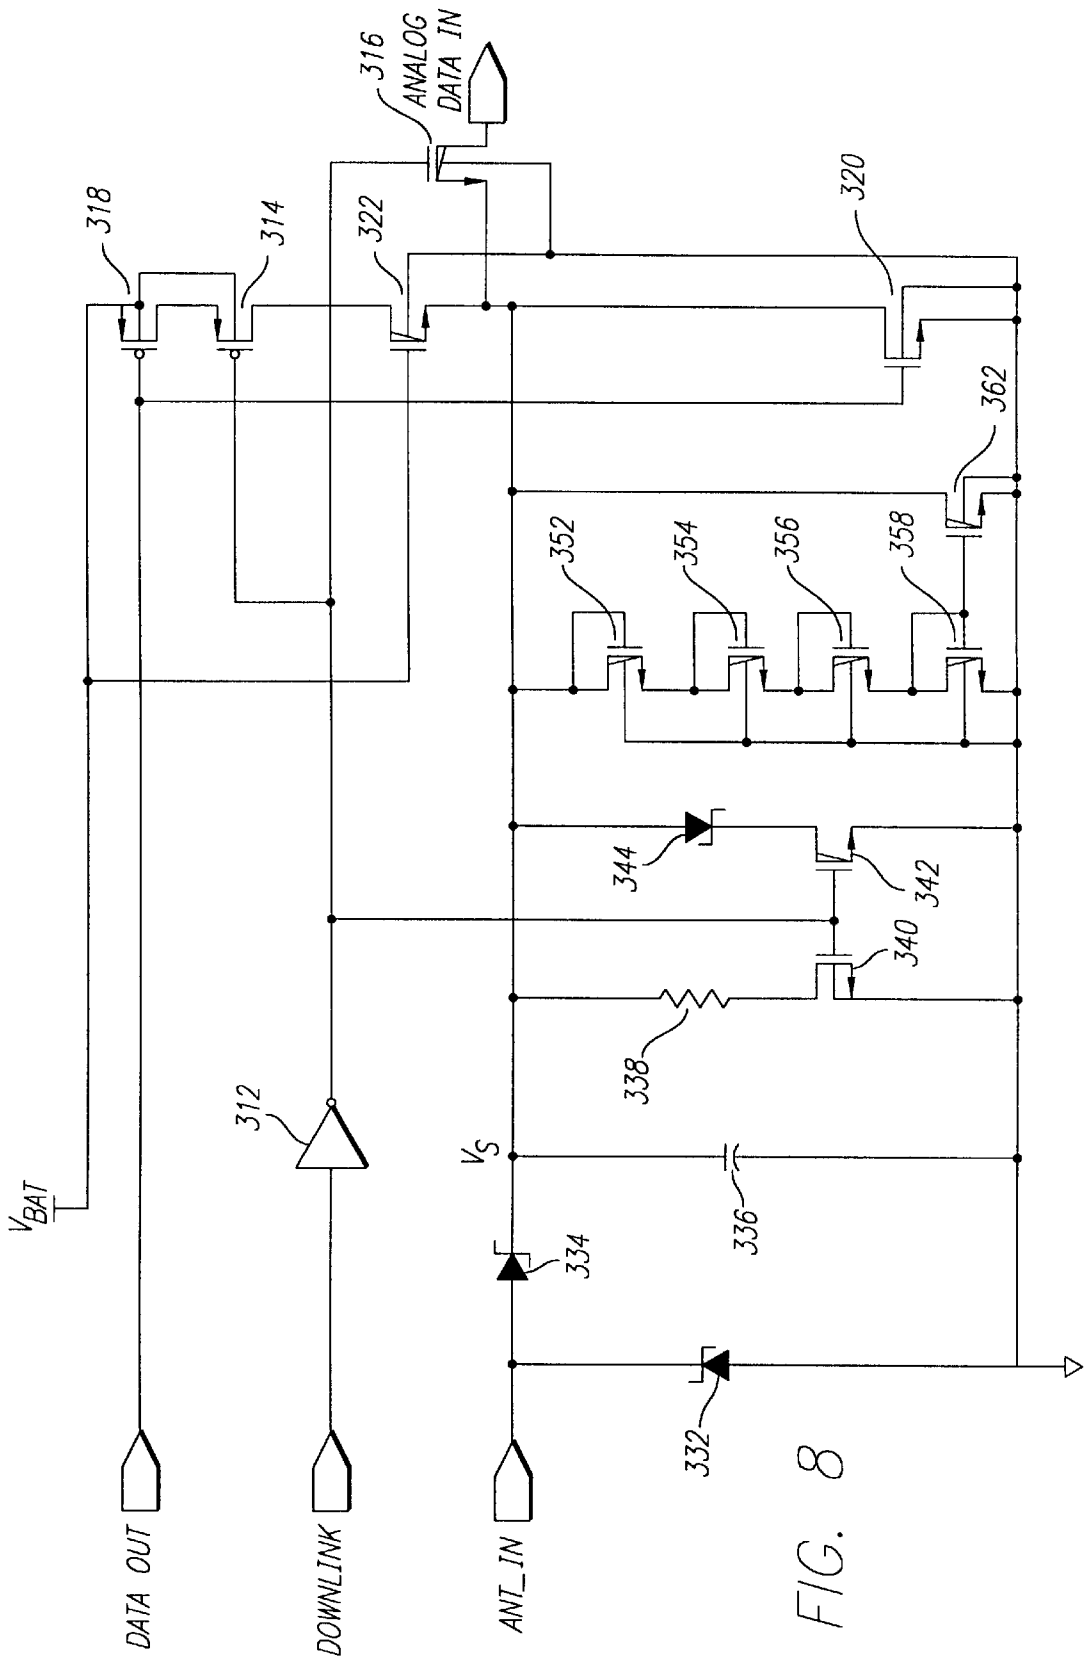 V_BAT
DATA OUT
DOWNLINK
ANT_IN
312
318
314
322
316
ANALOG
DATA IN
V_S
334
332
336
338
340
342
344
352
354
356
358
362
320
FIG. 8